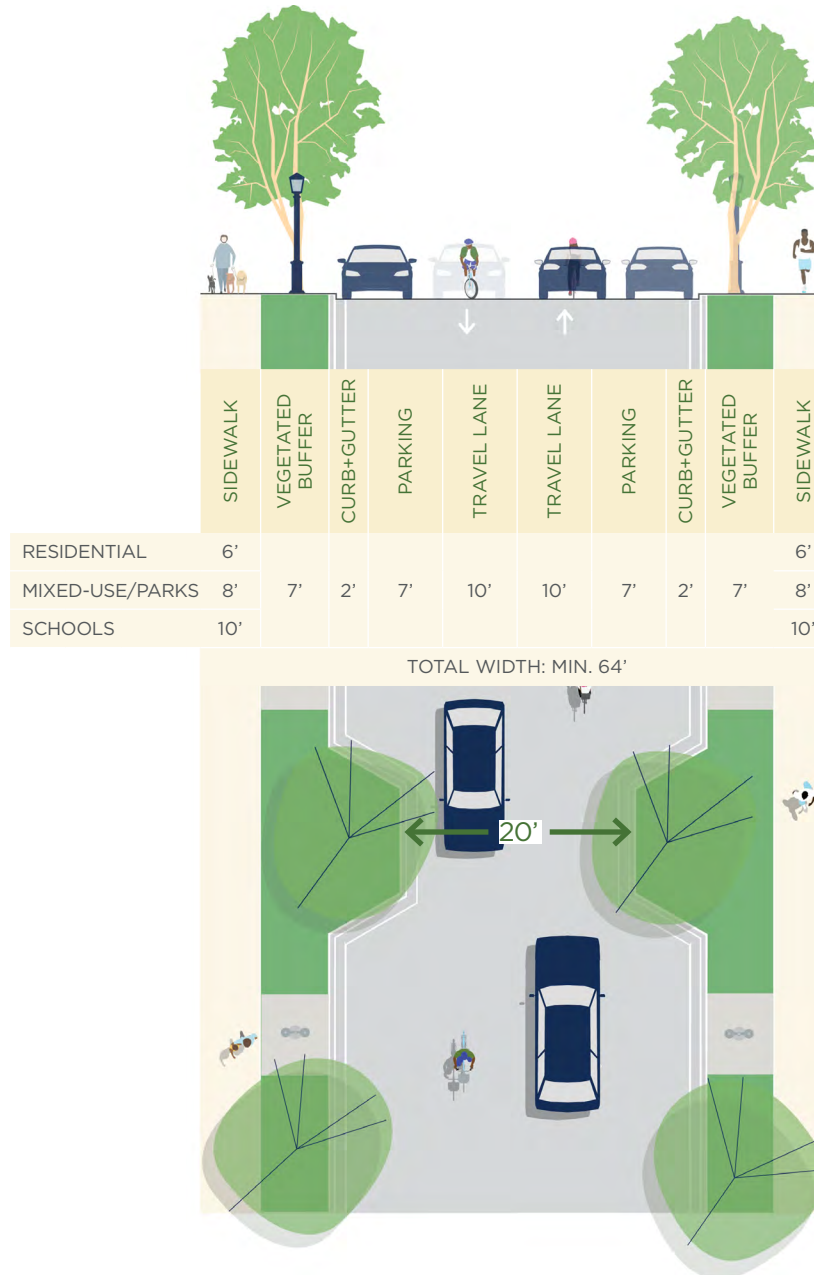 SIDEWALK
VEGETATED
BUFFER
CURB+GUTTER
PARKING
TRAVEL LANE
TRAVEL LANE
PARKING
CURB+GUTTER
VEGETATED
BUFFER
SIDEWALK
RESIDENTIAL 6’ 6’
MIXED-USE/PARKS 8’ 7’ 2’ 7’ 10’ 10’ 7’ 2’ 7’ 8’
SCHOOLS 10’ 10’
TOTAL WIDTH: MIN. 64’
20’